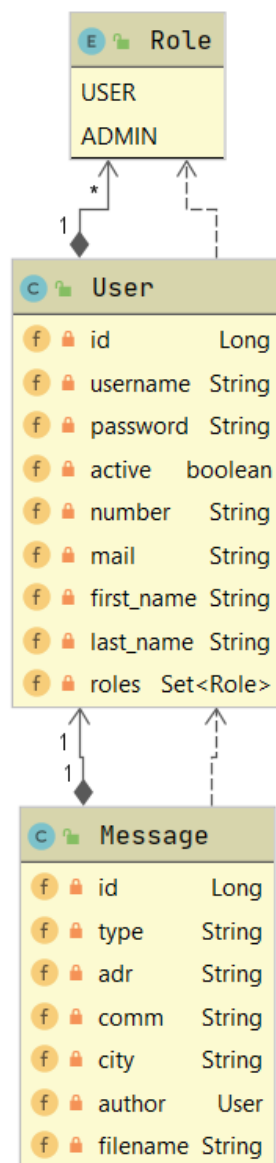 E Role
USER
ADMIN
*
1
C User
f id Long
f username String
f password String
f active boolean
f number String
f mail String
f first_name String
f last_name String
f roles Set<Role>
1
1
C Message
f id Long
f type String
f adr String
f comm String
f city String
f author User
f filename String